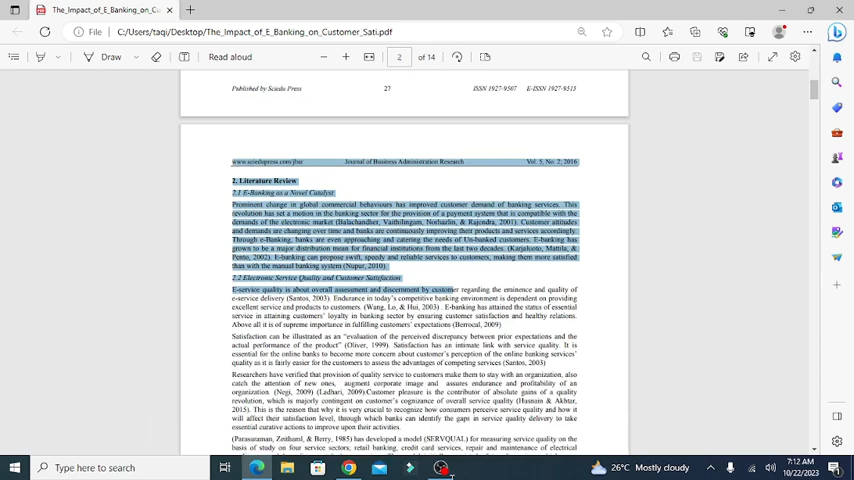 The_Impact_of_E_Banking_on_Cu
File
C:/Users/taqi/Desktop/The_Impact_of_E_Banking_on_Customer_Sati.pdf
Draw
Read aloud
2
of 14
Published by Sciedu Press 27 ISSN 1927-9507 E-ISSN 1927-9515
www.sciedupress.com/jbar Journal of Business Administration Research Vol. 5, No. 2; 2016
2. Literature Review
2.1 E-Banking as a Novel Catalyst
Prominent change in global commercial behaviours has improved customer demand of banking services. This
revolution has set a motion in the banking sector for the provision of a payment system that is compatible with the
demands of the electronic market (Balachandher, Vaithilingam, Norhazlin, & Rajendra, 2001). Customer attitudes
and demands are changing over time and banks are continuously improving their products and services accordingly.
Through e-Banking, banks are even approaching and catering the needs of Un-banked customers. E-banking has
grown to be a major distribution mean for financial institutions from the last two decades. (Karjaluoto, Mattila, &
Pento, 2002). E-banking can propose swift, speedy and reliable services to customers, making them more satisfied
than with the manual banking system (Nupur, 2010).
2.2 Electronic Service Quality and Customer Satisfaction
E-service quality is about overall assessment and discernment by customer regarding the eminence and quality of
e-service delivery (Santos, 2003). Endurance in today's competitive banking environment is dependent on providing
excellent service and products to customers. (Wang, Lo, & Hui, 2003) . E-banking has attained the status of essential
service in attaining customers' loyalty in banking sector by ensuring customer satisfaction and healthy relations.
Above all it is of supreme importance in fulfilling customers' expectations (Berrocal, 2009)
Satisfaction can be illustrated as an "evaluation of the perceived discrepancy between prior expectations and the
actual performance of the product" (Oliver, 1999). Satisfaction has an intimate link with service quality. It is
essential for the online banks to become more concern about customer's perception of the online banking services'
quality as it is fairly easier for the customers to assess the advantages of competing services (Santos, 2003)
Researchers have verified that provision of quality service to customers make them to stay with an organization, also
catch the attention of new ones, augment corporate image and assures endurance and profitability of an
organization. (Negi, 2009) (Ladhari, 2009).Customer pleasure is the contributor of absolute gains of a quality
revolution, which is majorly contingent on customer's cognizance of overall service quality (Husnain & Akhtar,
2015). This is the reason that why it is very crucial to recognize how consumers perceive service quality and how it
will affect their satisfaction level, through which banks can identify the gaps in service quality delivery to take
essential curative actions to improve upon their activities.
(Parasuraman, Zeithaml, & Berry, 1985) has developed a model (SERVQUAL) for measuring service quality on the
basis of study on four service sectors; retail banking, credit card services, repair and maintenance of electrical
Type here to search
26°C Mostly cloudy
7:12 AM
10/22/2023